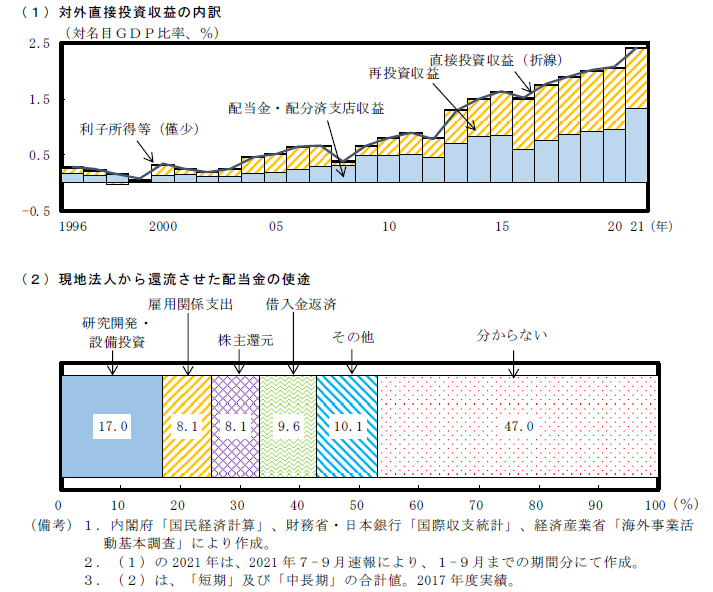 （１）対外直接投資収益の内訳
（対名目ＧＤＰ比率、％）
2.5
直接投資収益（折線）
再投資収益
1.5
配当金・配分済支店収益
利子所得等（僅少）
0.5
−0.5
1996 2000 05 10 15 20 21（年）
（２）現地法人から還流させた配当金の使途
雇用関係支出 借入金返済
研究開発・
設備投資
株主還元 その他 分からない
17.0 8.1 8.1 9.6 10.1 47.0
0 10 20 30 40 50 60 70 80 90 100（％）
（備考）１．内閣府「国民経済計算」、財務省・日本銀行「国際収支統計」、経済産業省「海外事業活
動基本調査」により作成。
２．（１）の2021年は、2021年７−９月速報により、１−９月までの期間分にて作成。
３．（２）は、「短期」及び「中長期」の合計値。2017年度実績。